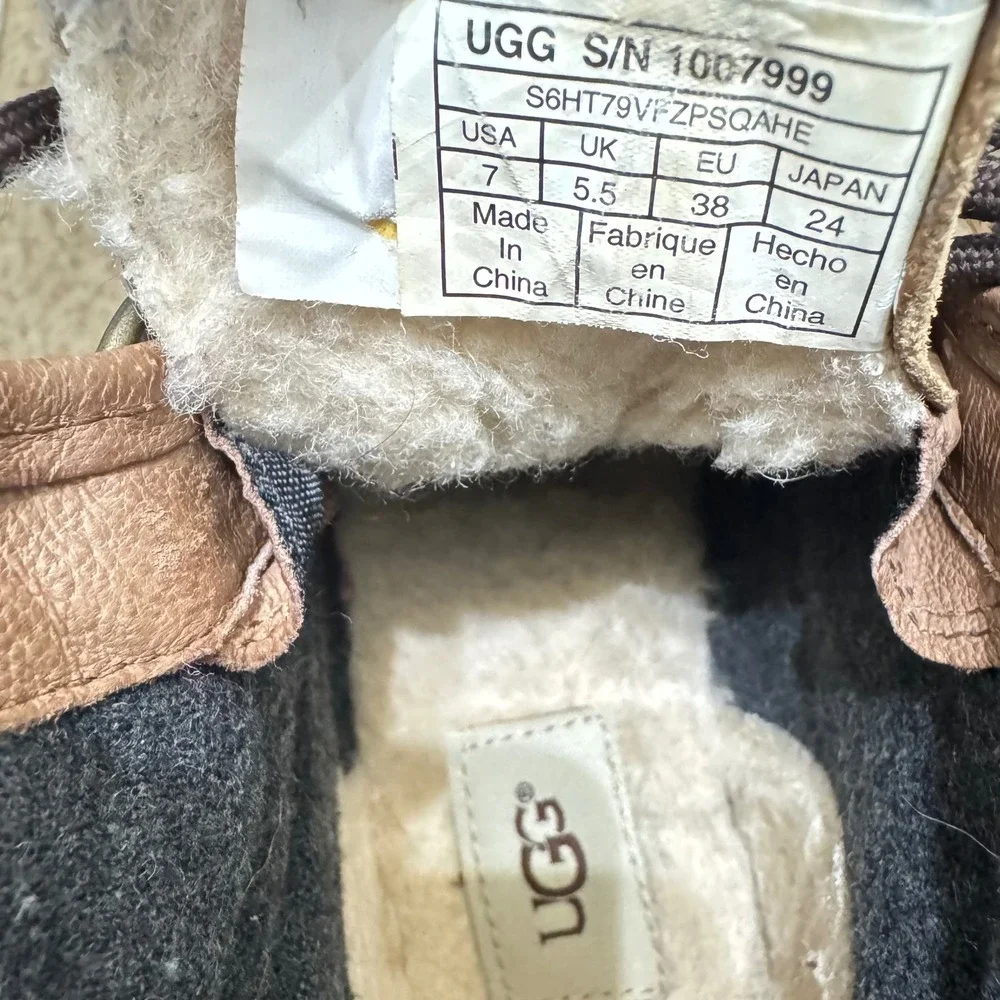 UGG S/N 1007999
S6HT79VFZPSQAHE
USA UK EU JAPAN
7 5.5 38 24
Made Fabrique Hecho
In en en
China Chine China
UGG®